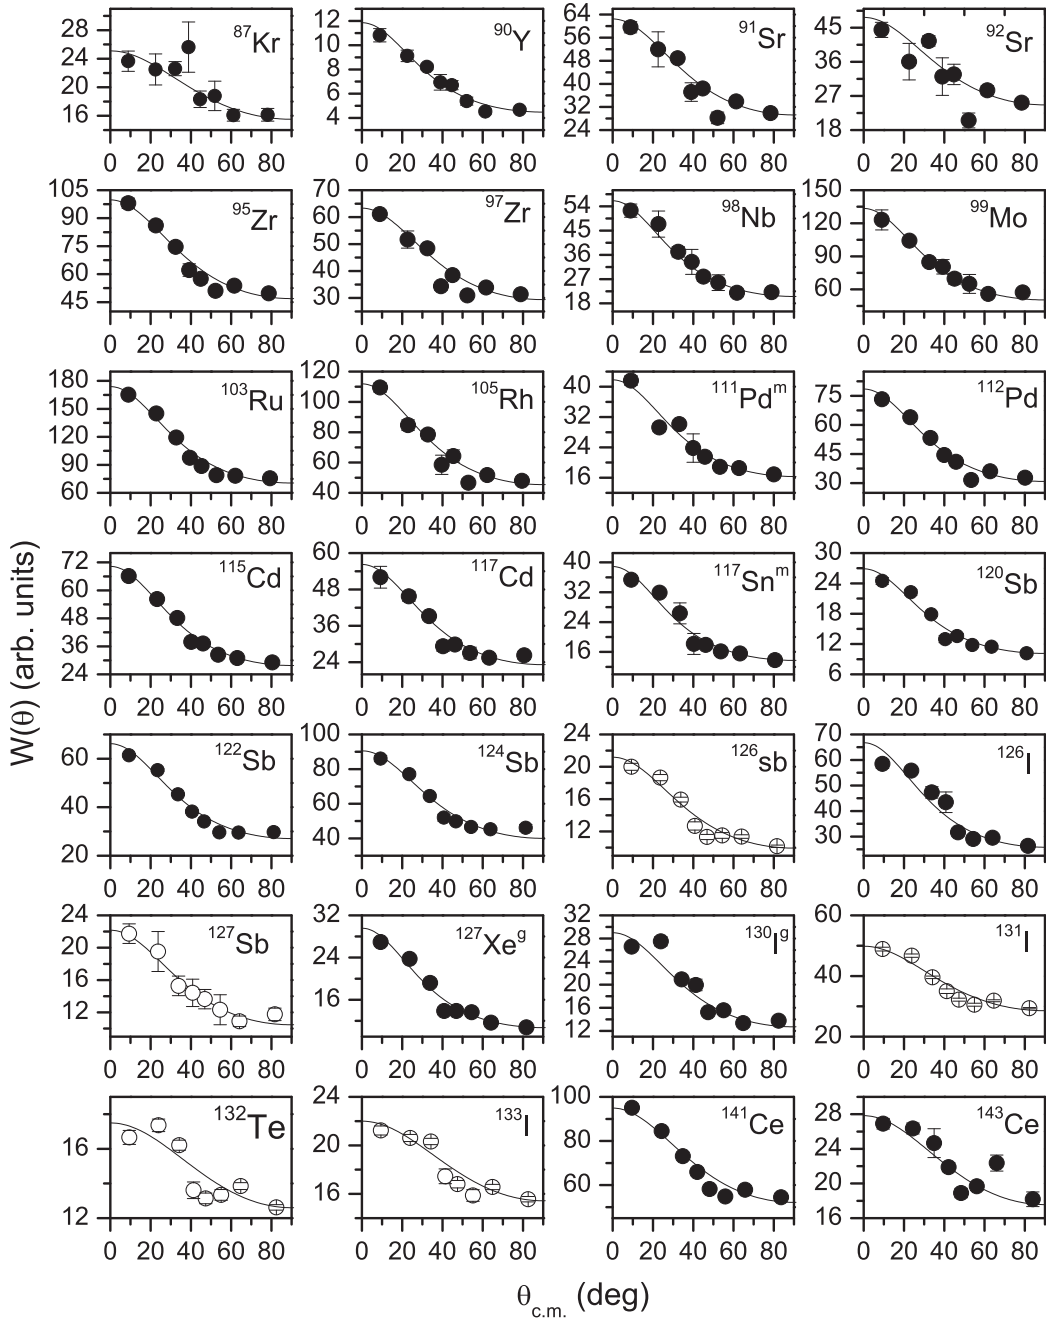 28 24 20 16 ⁸⁷Kr 12 10 8 6 4 ⁹⁰Y 64 56 48 40 32 24 ⁹¹Sr 45 36 27 18 ⁹²Sr
0 20 40 60 80 0 20 40 60 80 0 20 40 60 80 0 20 40 60 80
105 90 75 60 45 ⁹⁵Zr 70 60 50 40 30 ⁹⁷Zr 54 45 36 27 18 ⁹⁸Nb 150 120 90 60 ⁹⁹Mo
0 20 40 60 80 0 20 40 60 80 0 20 40 60 80 0 20 40 60 80
180 150 120 90 60 ¹⁰³Ru 120 100 80 60 40 ¹⁰⁵Rh 40 32 24 16 ¹¹¹Pdᵐ 75 60 45 30 ¹¹²Pd
0 20 40 60 80 0 20 40 60 80 0 20 40 60 80 0 20 40 60 80
W(θ) (arb. units)
72 60 48 36 24 ¹¹⁵Cd 60 48 36 24 ¹¹⁷Cd 40 32 24 16 ¹¹⁷Snᵐ 30 24 18 12 6 ¹²⁰Sb
0 20 40 60 80 0 20 40 60 80 0 20 40 60 80 0 20 40 60 80
60 40 20 ¹²²Sb 100 80 60 40 ¹²⁴Sb 20 16 12 ¹²⁶sb 70 60 50 40 30 ¹²⁶I
0 20 40 60 80 0 20 40 60 80 0 20 40 60 80 0 20 40 60 80
24 20 16 12 ¹²⁷Sb 32 28 24 20 16 12 ¹²⁷Xeᵍ 32 28 24 20 16 12 ¹³⁰Iᵍ 60 40 20 ¹³¹I
0 20 40 60 80 0 20 40 60 80 0 20 40 60 80 0 20 40 60 80
16 12 ¹³²Te 24 20 16 ¹³³I 100 80 60 ¹⁴¹Ce 28 24 20 16 ¹⁴³Ce
0 20 40 60 80 0 20 40 60 80 0 20 40 60 80 0 20 40 60 80
θc.m. (deg)